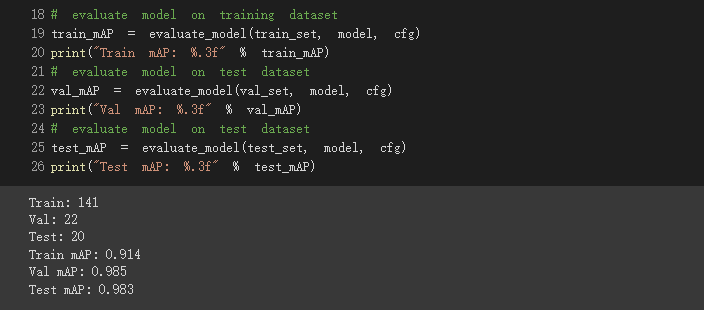 18 # evaluate model on training dataset
19 train_mAP = evaluate_model(train_set, model, cfg)
20 print("Train mAP: %.3f" % train_mAP)
21 # evaluate model on test dataset
22 val_mAP = evaluate_model(val_set, model, cfg)
23 print("Val mAP: %.3f" % val_mAP)
24 # evaluate model on test dataset
25 test_mAP = evaluate_model(test_set, model, cfg)
26 print("Test mAP: %.3f" % test_mAP)
Train: 141
Val: 22
Test: 20
Train mAP: 0.914
Val mAP: 0.985
Test mAP: 0.983